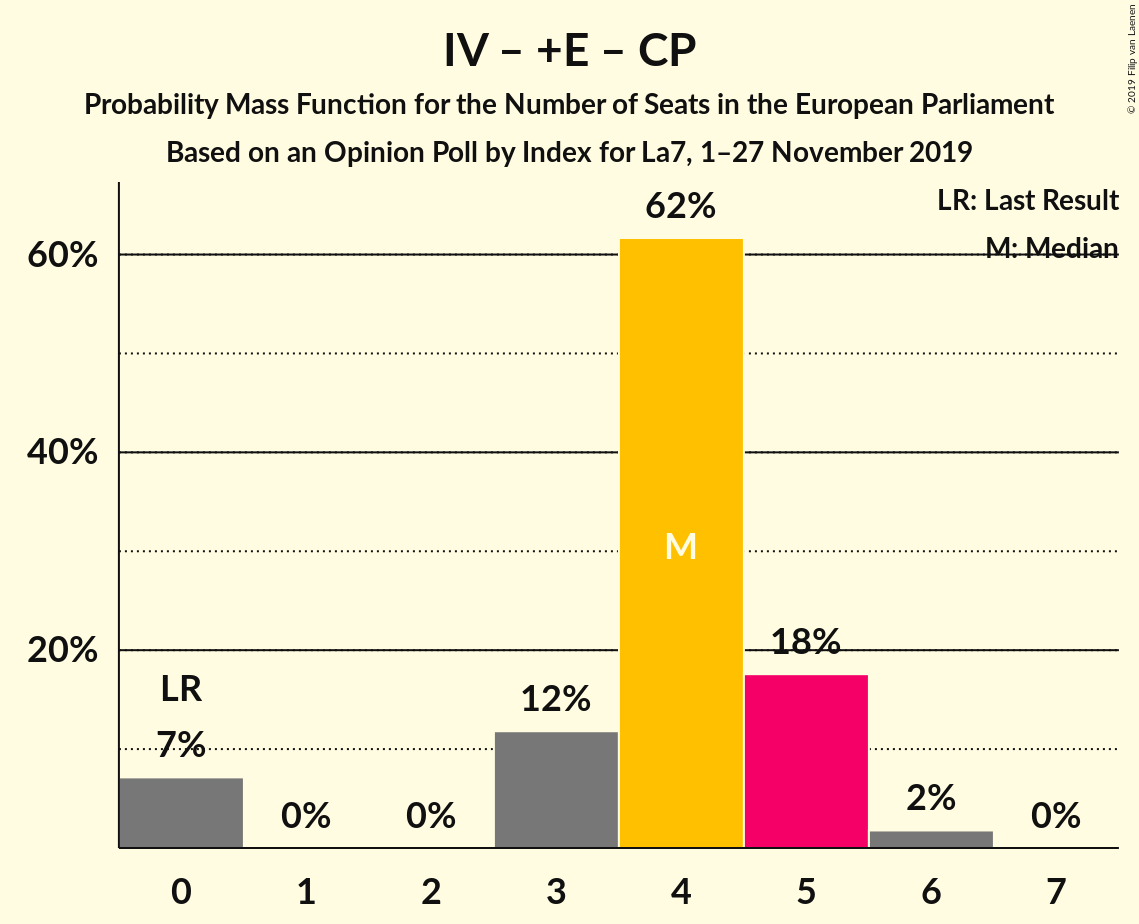 IV – +E – CP
Probability Mass Function for the Number of Seats in the European Parliament
Based on an Opinion Poll by Index for La7, 1–27 November 2019
© 2019 Filip van Laenen
LR: Last Result
M: Median
60%
40%
20%
LR
7%
0%
0%
12%
62%
M
18%
2%
0%
0 1 2 3 4 5 6 7